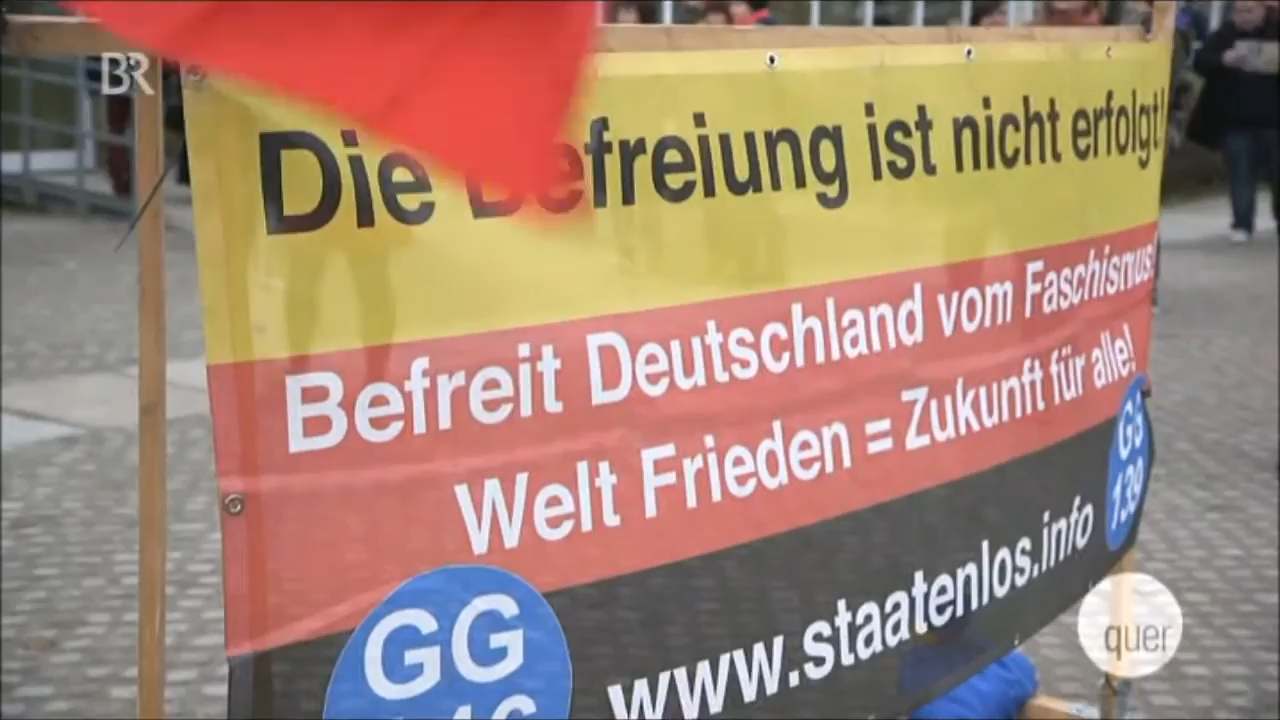 BR
Die Befreiung ist nicht erfolgt!
Befreit Deutschland vom Faschismus!
Welt Frieden = Zukunft für alle!
GG
139
www.staatenlos.info
GG
146
quer